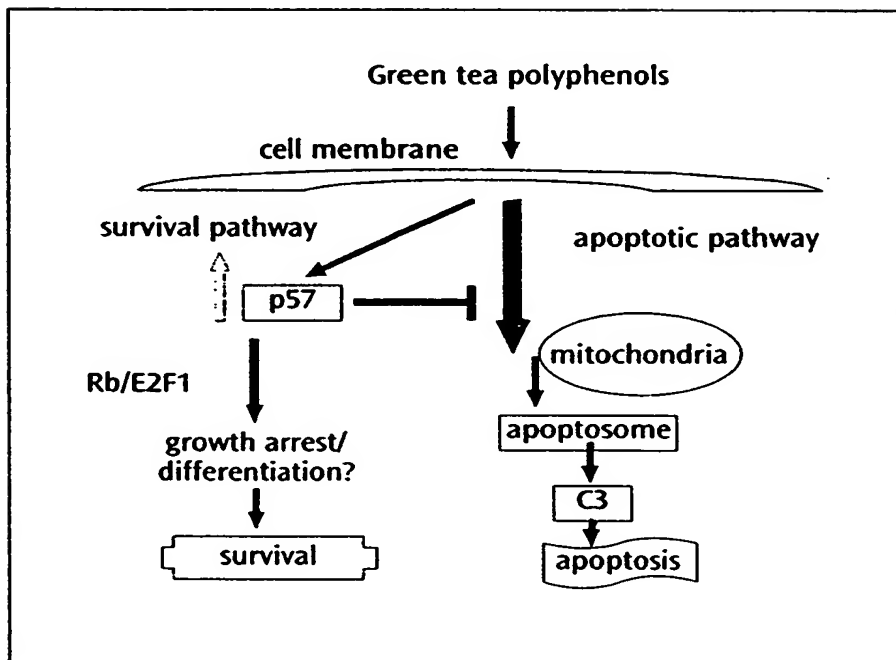 Green tea polyphenols
cell membrane
survival pathway
apoptotic pathway
p57
mitochondria
Rb/E2F1
apoptosome
growth arrest/
differentiation?
C3
survival
apoptosis